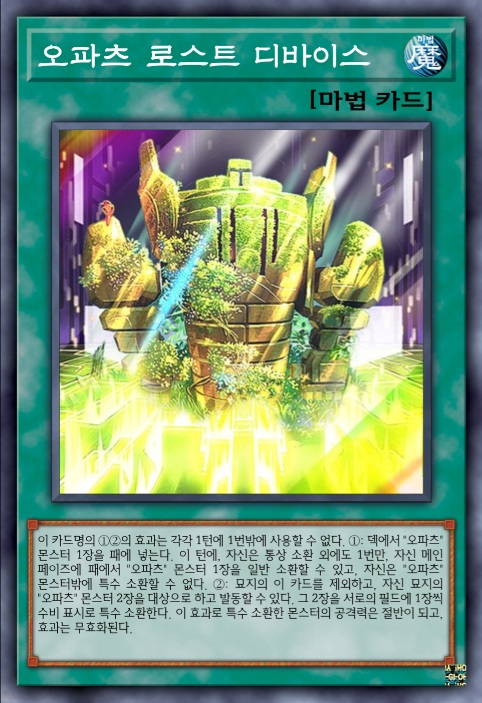 오파츠 로스트 디바이스
마법
魔
[마법 카드]
이 카드명의 ①②의 효과는 각각 1턴에 1번밖에 사용할 수 없다. ①: 덱에서 "오파츠"
몬스터 1장을 패에 넣는다. 이 턴에, 자신은 통상 소환 외에도 1번만, 자신 메인
페이즈에 패에서 "오파츠" 몬스터 1장을 일반 소환할 수 있고, 자신은 "오파츠"
몬스터밖에 특수 소환할 수 없다. ②: 묘지의 이 카드를 제외하고, 자신 묘지의
"오파츠" 몬스터 2장을 대상으로 하고 발동할 수 있다. 그 2장을 서로의 필드에 1장씩
수비 표시로 특수 소환한다. 이 효과로 특수 소환한 몬스터의 공격력은 절반이 되고,
효과는 무효화된다.